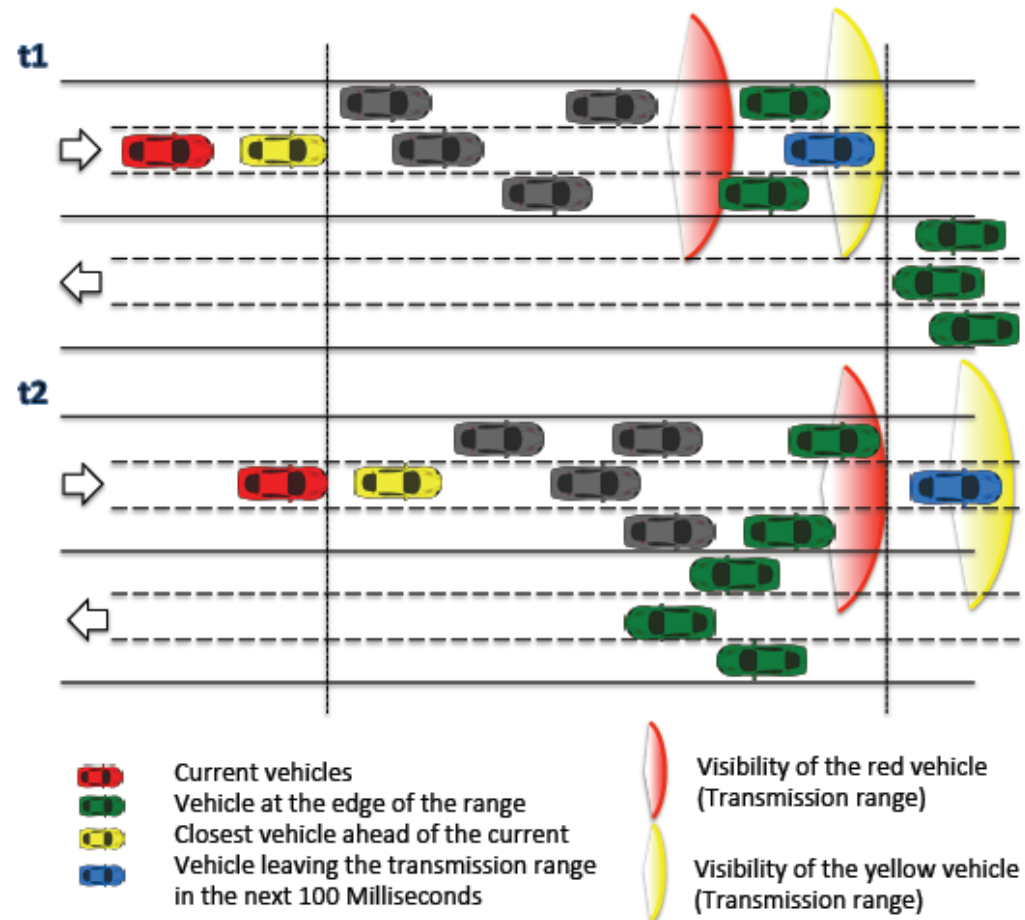 t1
t2
Current vehicles
Vehicle at the edge of the range
Closest vehicle ahead of the current
Vehicle leaving the transmission range
in the next 100 Milliseconds
Visibility of the red vehicle
(Transmission range)
Visibility of the yellow vehicle
(Transmission range)